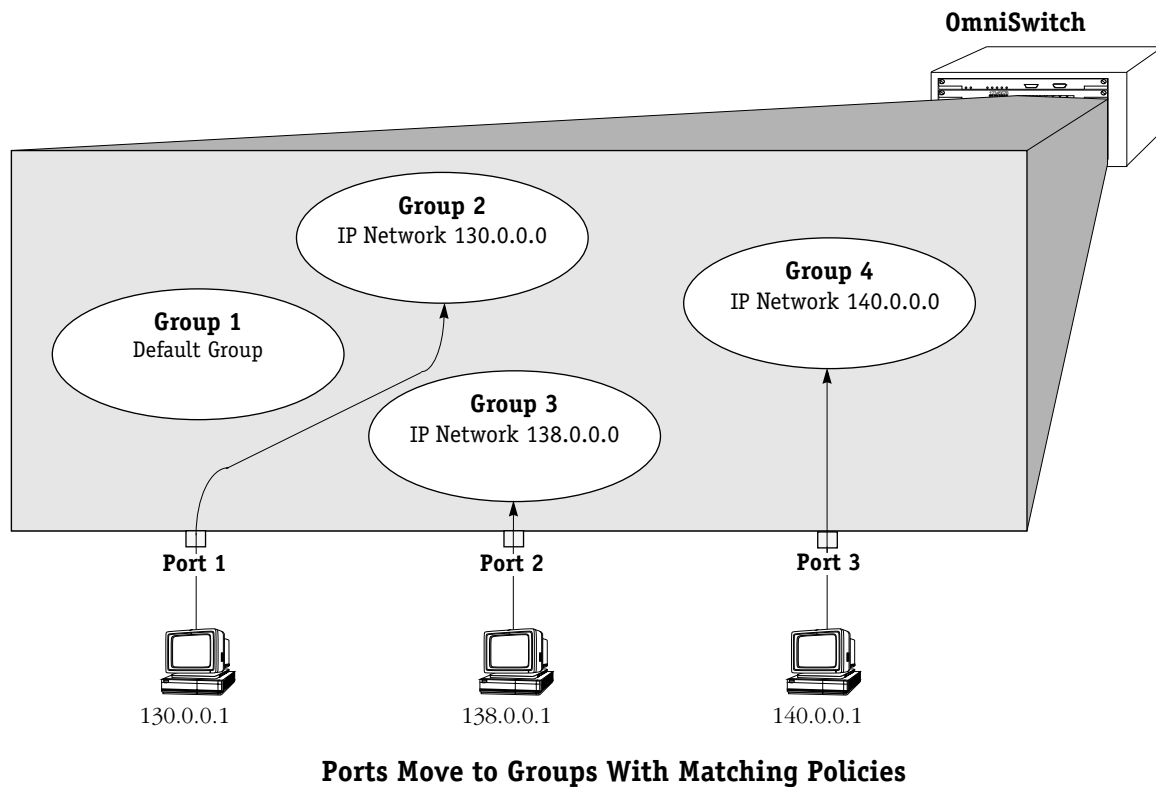 OmniSwitch
Group 2
IP Network 130.0.0.0
Group 4
IP Network 140.0.0.0
Group 1
Default Group
Group 3
IP Network 138.0.0.0
Port 1
Port 2
Port 3
130.0.0.1
138.0.0.1
140.0.0.1
Ports Move to Groups With Matching Policies